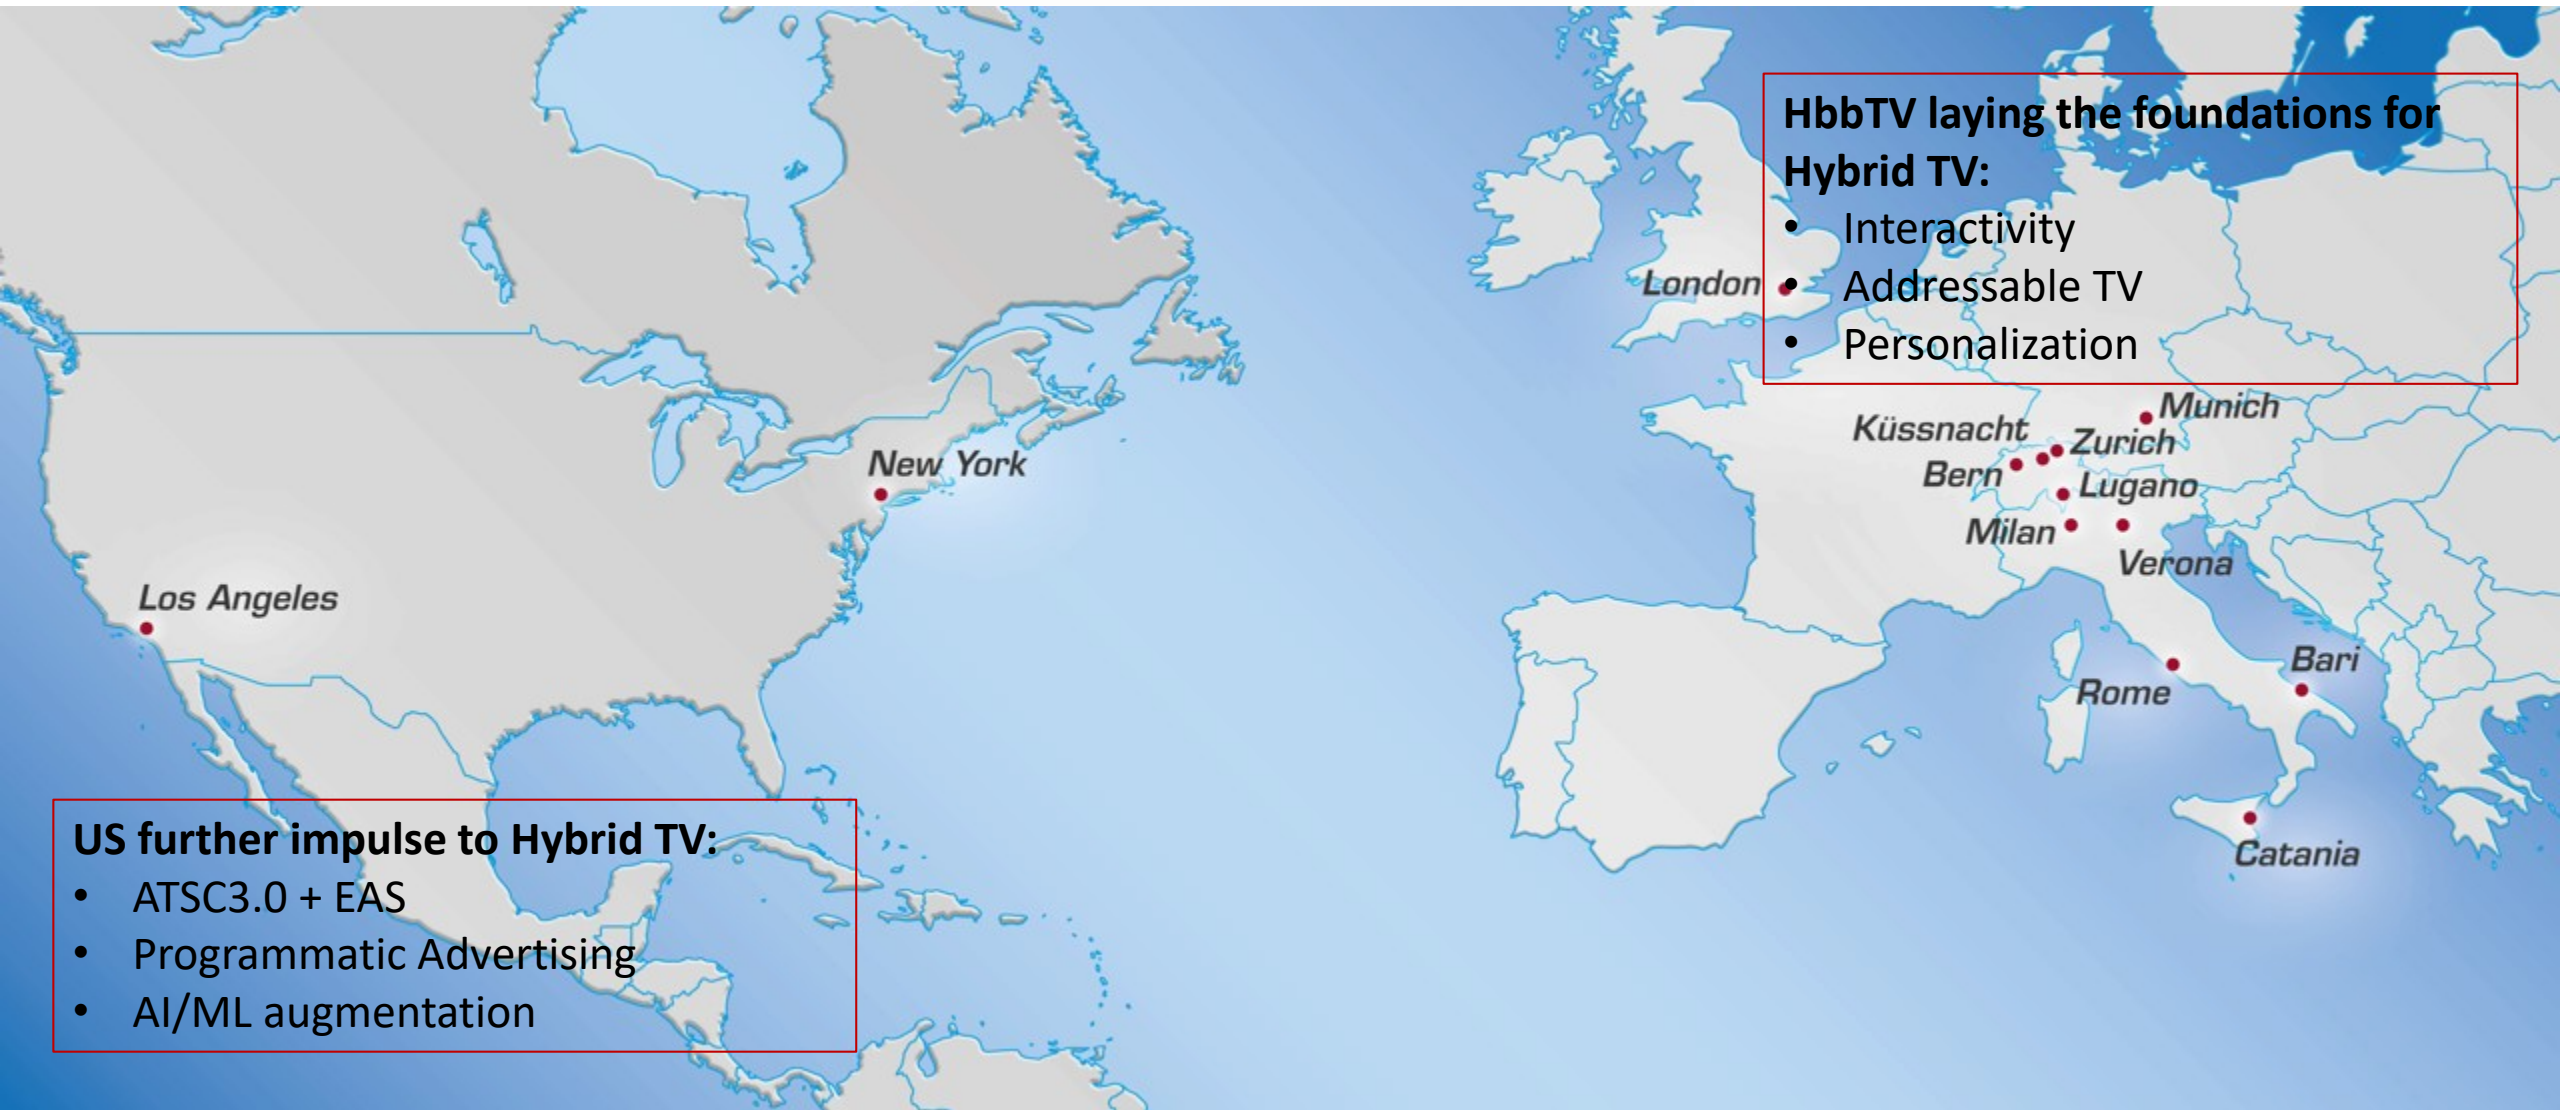 HbbTV laying the foundations for
Hybrid TV:
• Interactivity
• Addressable TV
• Personalization
London
Munich
Küssnacht
Zurich
Bern
Lugano
Milan
Verona
New York
Los Angeles
Bari
Rome
Catania
US further impulse to Hybrid TV:
• ATSC3.0 + EAS
• Programmatic Advertising
• AI/ML augmentation